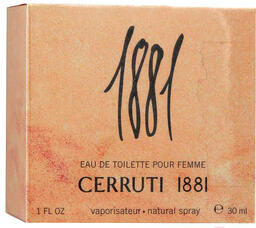 1881
EAU DE TOILETTE POUR FEMME
CERRUTI 1881
1 FL OZ vaporisateur • natural spray e 30 ml